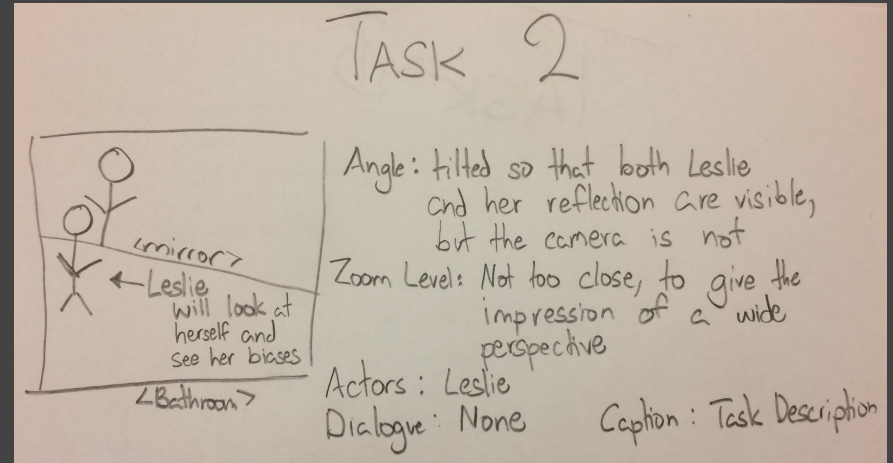 TASK 2
<mirror>
Leslie
will look at
herself and
see her biases
<Bathroom>
Angle: tilted so that both Leslie
and her reflection are visible,
but the camera is not
Zoom Level: Not too close, to give the
impression of a wide
perspective
Actors: Leslie
Dialogue: None
Caption: Task Description